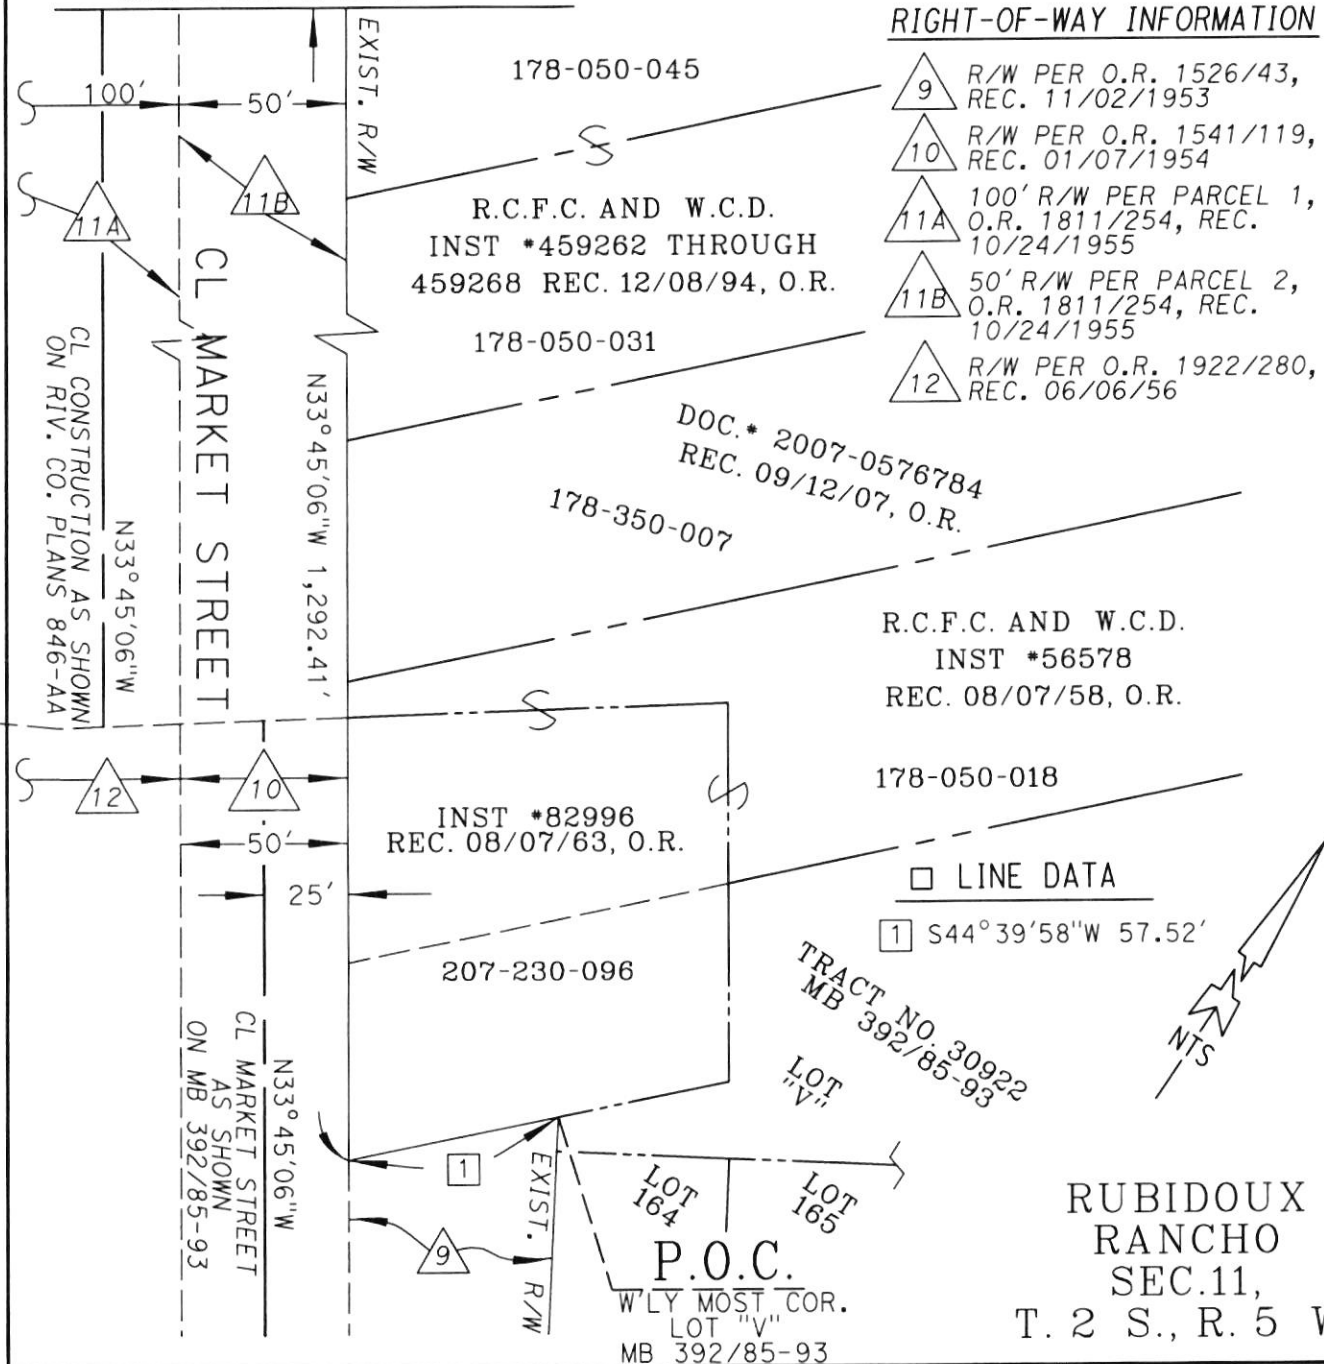 RIGHT-OF-WAY INFORMATION
9
R/W PER O.R. 1526/43,
REC. 11/02/1953
10
R/W PER O.R. 1541/119,
REC. 01/07/1954
11A
100' R/W PER PARCEL 1,
O.R. 1811/254, REC.
10/24/1955
11B
50' R/W PER PARCEL 2,
O.R. 1811/254, REC.
10/24/1955
12
R/W PER O.R. 1922/280,
REC. 06/06/56
100'
50'
EXIST. R/W
11A
11B
178-050-045
R.C.F.C. AND W.C.D.
INST #459262 THROUGH
459268 REC. 12/08/94, O.R.
178-050-031
CL MARKET STREET
CL CONSTRUCTION AS SHOWN
ON RIV. CO. PLANS 846-AA
N33°45'06"W
N33°45'06"W 1,292.41'
DOC.# 2007-0576784
REC. 09/12/07, O.R.
178-350-007
R.C.F.C. AND W.C.D.
INST #56578
REC. 08/07/58, O.R.
178-050-018
12
10
50'
25'
INST #82996
REC. 08/07/63, O.R.
207-230-096
LINE DATA
1 S44°39'58"W 57.52'
TRACT NO. 30922
MB 392/85-93
LOT
"V"
NTS
N33°45'06"W
CL MARKET STREET
AS SHOWN
ON MB 392/85-93
1
9
EXIST. R/W
LOT
164
LOT
165
P.O.C.
W'LY MOST COR.
LOT "V"
MB 392/85-93
RUBIDOUX
RANCHO
SEC.11,
T. 2 S., R. 5 W